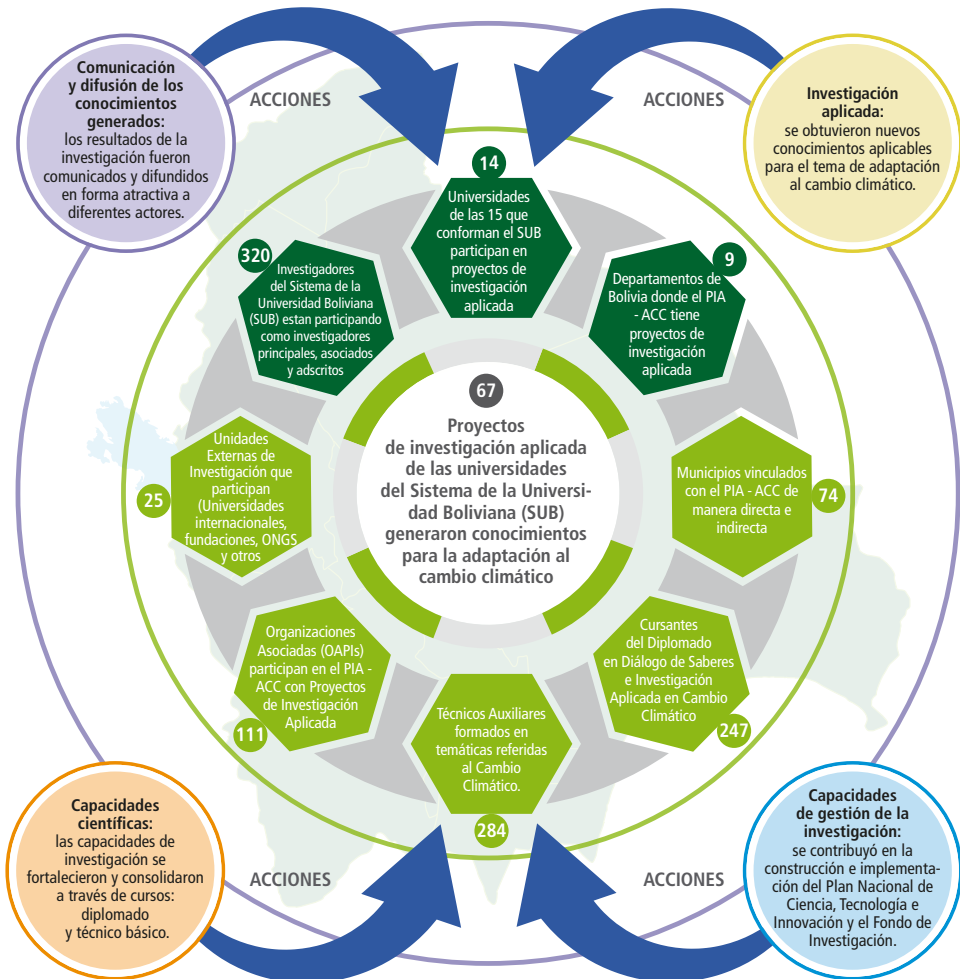 Comunicación
y difusión de los
conocimientos
generados:
los resultados de la
investigación fueron
comunicados y difundidos
en forma atractiva a
diferentes actores.
ACCIONES
ACCIONES
Investigación
aplicada:
se obtuvieron nuevos
conocimientos aplicables
para el tema de adaptación
al cambio climático.
14
Universidades
de las 15 que
conforman el SUB
participan en
proyectos de
investigación
aplicada
320
Investigadores
del Sistema de la
Universidad Boliviana
(SUB) estan participando
como investigadores
principales, asociados
y adscritos
9
Departamentos de
Bolivia donde el PIA
- ACC tiene
proyectos de
investigación
aplicada
67
Proyectos
de investigación aplicada
de las universidades
del Sistema de la Universi-
dad Boliviana (SUB)
generaron conocimientos
para la adaptación al
cambio climático
25
Unidades
Externas de
Investigación que
participan
(Universidades
internacionales,
fundaciones, ONGS
y otros
Municipios vinculados
con el PIA - ACC de
manera directa e
indirecta
74
Organizaciones
Asociadas (OAPIs)
participan en el PIA -
ACC con Proyectos
de Investigación
Aplicada
111
Técnicos Auxiliares
formados en
temáticas referidas
al Cambio
Climático.
284
Cursantes
del Diplomado
en Diálogo de Saberes
e Investigación
Aplicada en Cambio
Climático
247
Capacidades
científicas:
las capacidades de
investigación se
fortalecieron y consolidaron
a través de cursos:
diplomado
y técnico básico.
ACCIONES
ACCIONES
Capacidades
de gestión de la
investigación:
se contribuyó en la
construcción e implementa-
ción del Plan Nacional de
Ciencia, Tecnología e
Innovación y el Fondo de
Investigación.